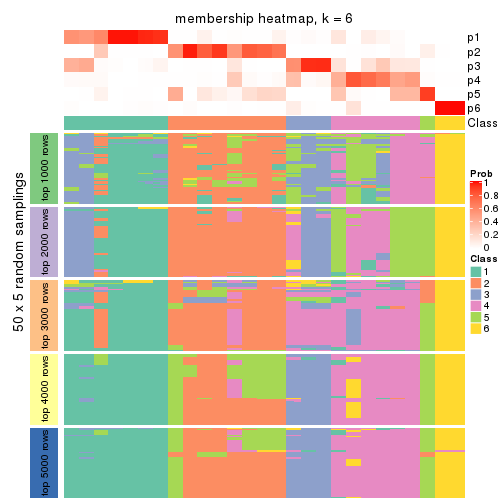 membership heatmap, k = 6
p1
p2
p3
p4
p5
p6
Class
50 x 5 random samplings
top 1000 rows
top 2000 rows
top 3000 rows
top 4000 rows
top 5000 rows
Prob
1
0.8
0.6
0.4
0.2
0
Class
1
2
3
4
5
6